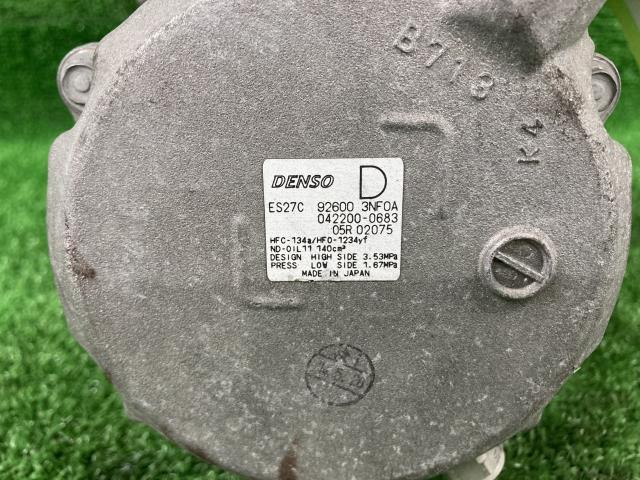 B713
K4
DENSO D
ES27C 92600 3NF0A
042200-0683
05R 02075
HFC-134a/HFO-1234yf
ND-OIL11 140cm³
DESIGN HIGH SIDE 3.53MPa
PRESS LOW SIDE 1.67MPa
MADE IN JAPAN